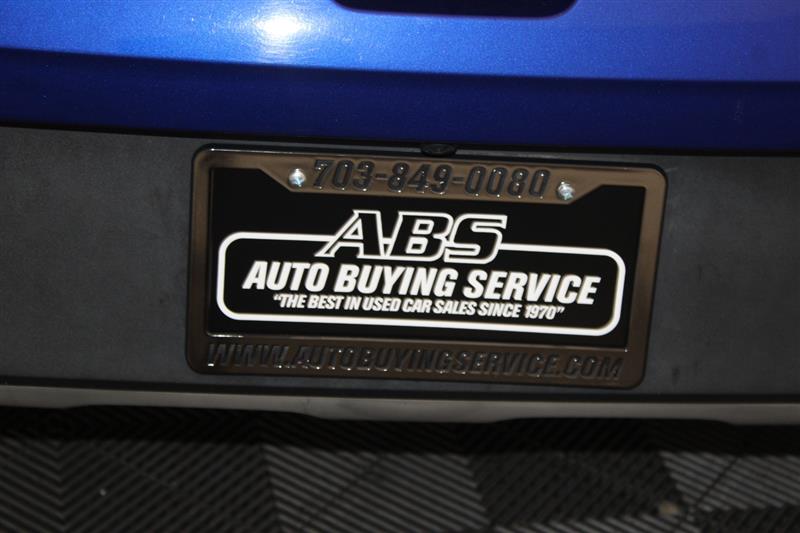 703-849-0080
ABS
AUTO BUYING SERVICE
"THE BEST IN USED CAR SALES SINCE 1970"
WWW.AUTOBUYINGSERVICE.COM